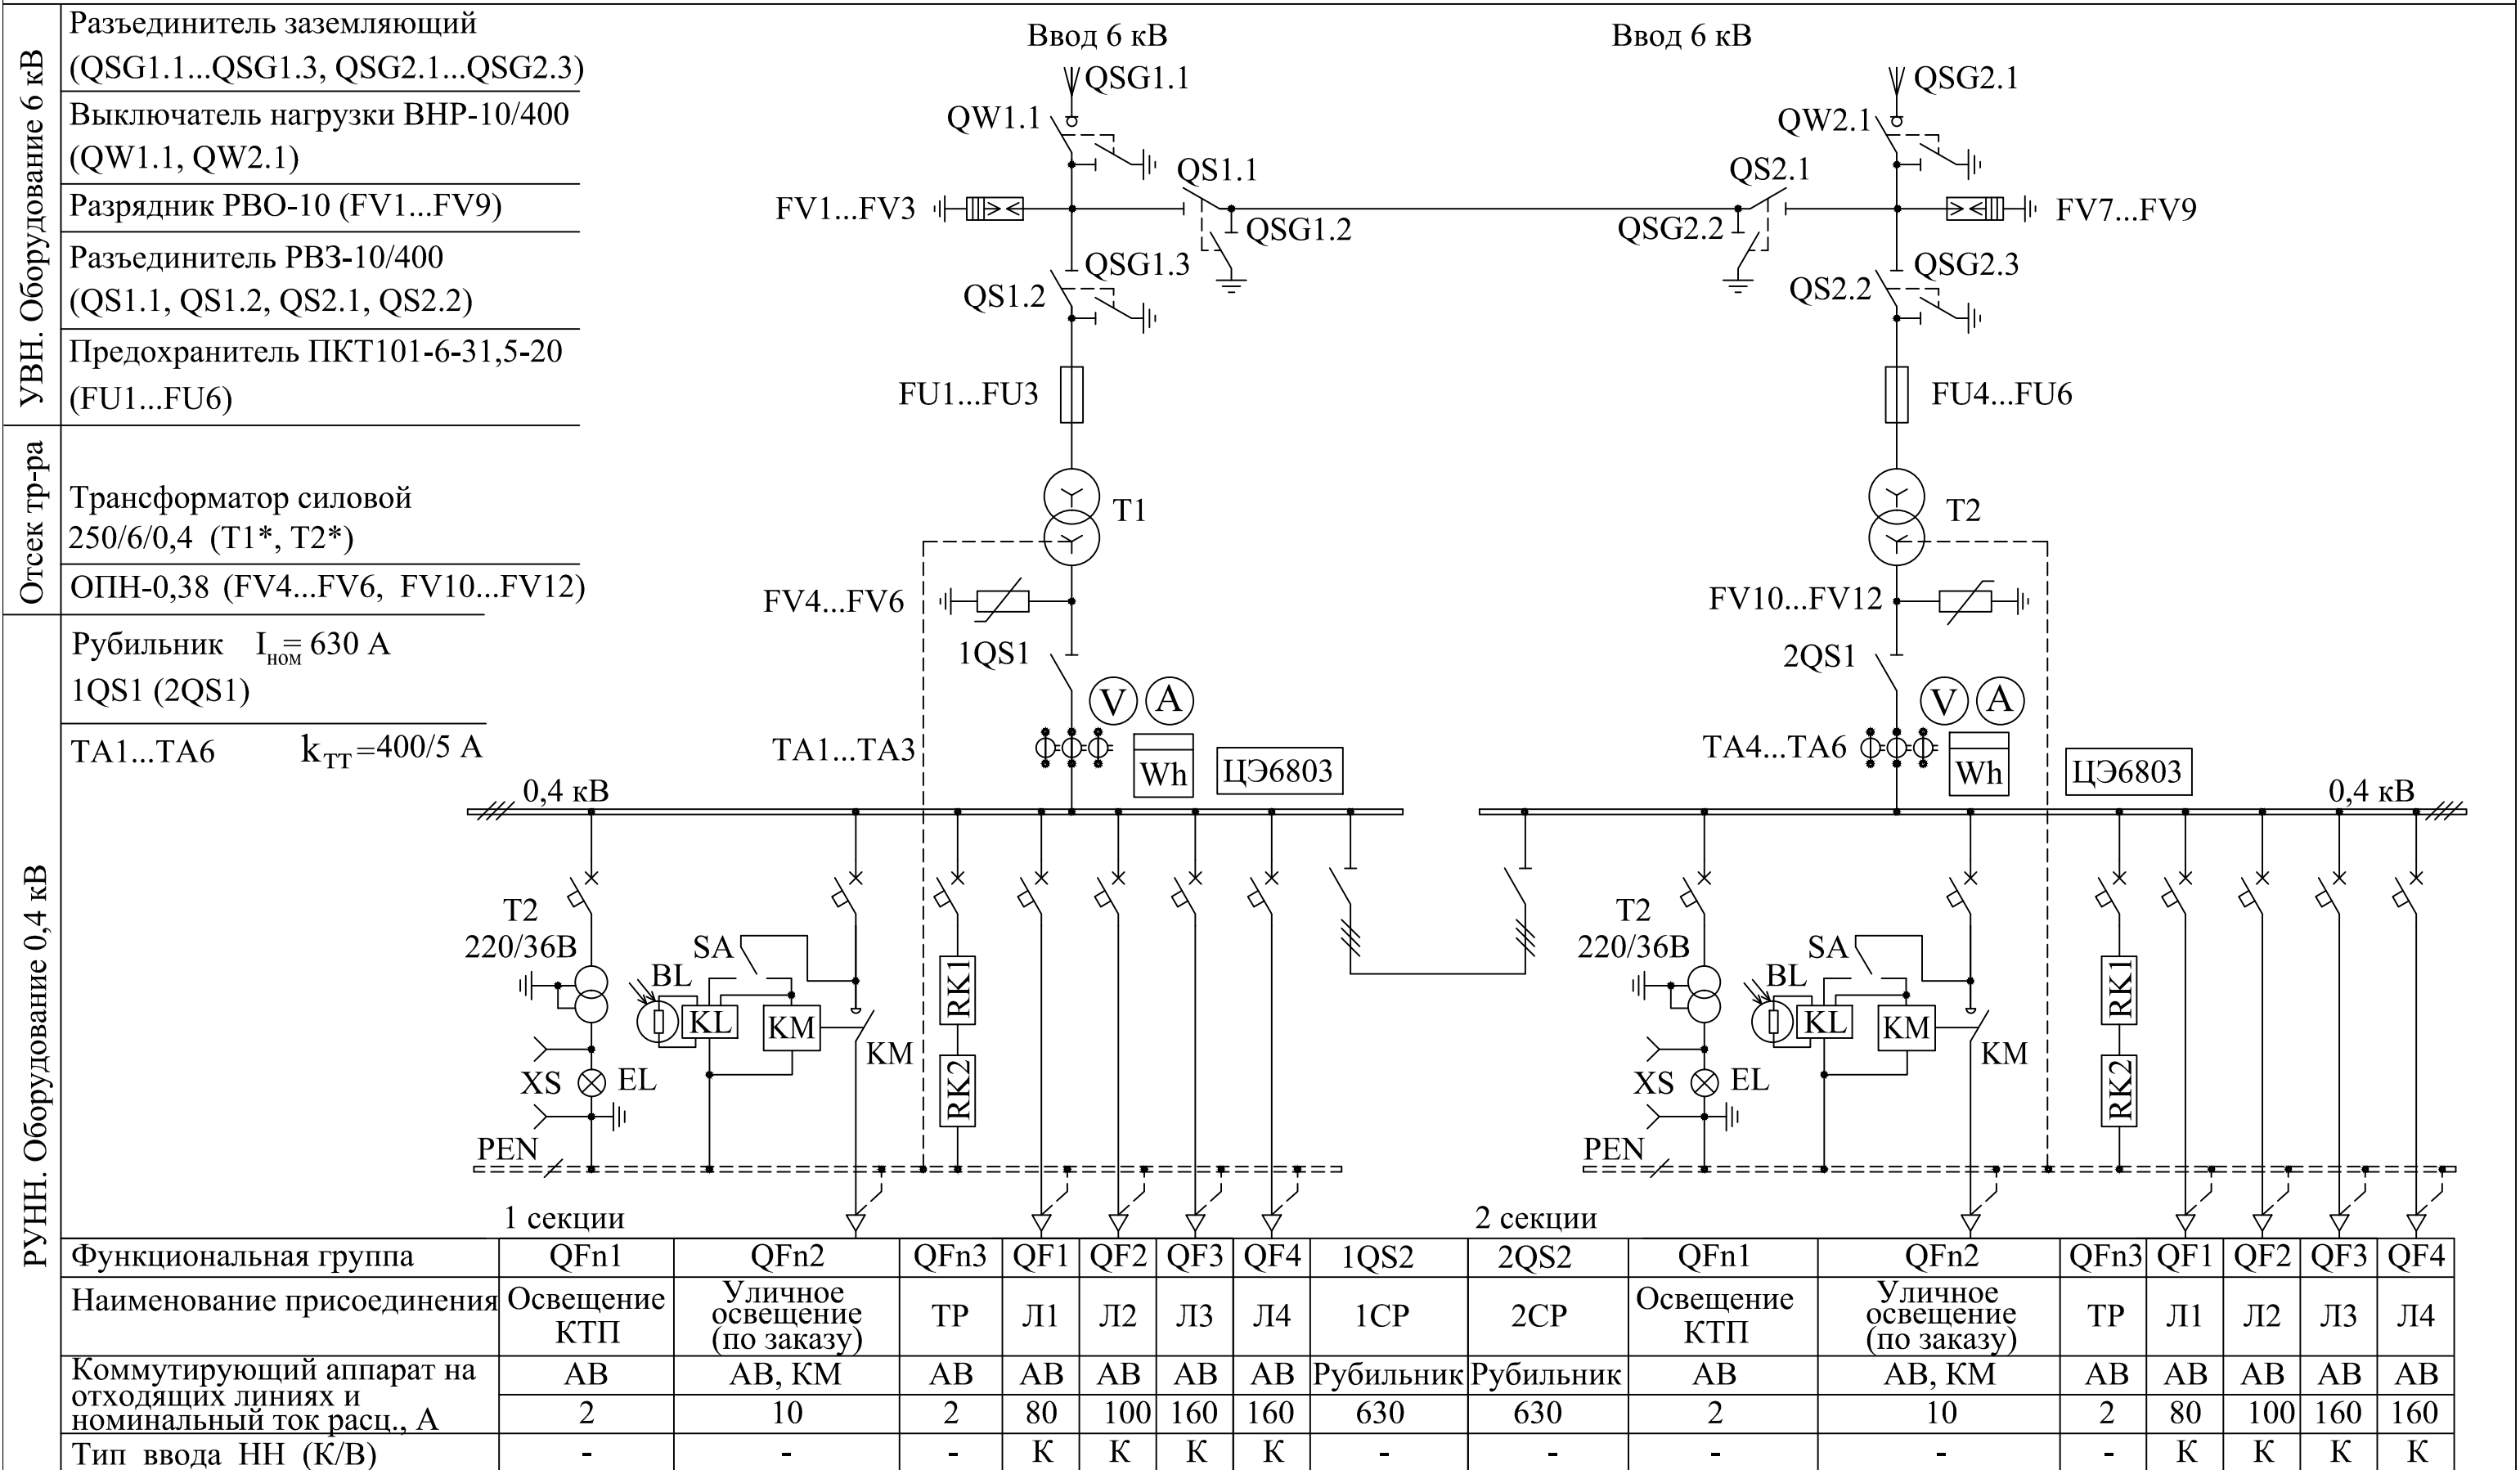 УВН. Оборудование 6 кВ
Разъединитель заземляющий
(QSG1.1...QSG1.3, QSG2.1...QSG2.3)
Выключатель нагрузки ВНР-10/400
(QW1.1, QW2.1)
Разрядник РВО-10 (FV1...FV9)
Разъединитель РВЗ-10/400
(QS1.1, QS1.2, QS2.1, QS2.2)
Предохранитель ПКТ101-6-31,5-20
(FU1...FU6)
Отсек тр-ра
Трансформатор силовой
250/6/0,4 (Т1*, Т2*)
ОПН-0,38 (FV4...FV6, FV10...FV12)
РУНН. Оборудование 0,4 кВ
Рубильник Iном= 630 А
1QS1 (2QS1)
ТА1...ТА6 kТТ=400/5 А
Ввод 6 кВ
QSG1.1
QW1.1
QS1.1
FV1...FV3
QSG1.2
QSG1.3
QS1.2
FU1...FU3
Т1
FV4...FV6
1QS1
V A
ТА1...ТА3
Wh
ЦЭ6803
0,4 кВ
Ввод 6 кВ
QSG2.1
QW2.1
QS2.1
QSG2.2
FV7...FV9
QSG2.3
QS2.2
FU4...FU6
Т2
FV10...FV12
2QS1
V A
ТА4...ТА6
Wh
ЦЭ6803
0,4 кВ
Т2
220/36В
SA
BL
KL
KM
KM
RK1
RK2
XS
EL
PEN
1 секции
Т2
220/36В
SA
BL
KL
KM
KM
RK1
RK2
XS
EL
PEN
2 секции
Функциональная группа QFn1 QFn2 QFn3 QF1 QF2 QF3 QF4 1QS2 2QS2 QFn1 QFn2 QFn3 QF1 QF2 QF3 QF4
Наименование присоединения
Освещение
КТП
Уличное
освещение
(по заказу)
ТР Л1 Л2 Л3 Л4 1СР 2СР
Освещение
КТП
Уличное
освещение
(по заказу)
ТР Л1 Л2 Л3 Л4
Коммутирующий аппарат на
отходящих линиях и
номинальный ток расц., А
АВ АВ, КМ АВ АВ АВ АВ АВ Рубильник Рубильник АВ АВ, КМ АВ АВ АВ АВ АВ
2 10 2 80 100 160 160 630 630 2 10 2 80 100 160 160
Тип ввода НН (К/В) - - - К К К К - - - - - К К К К